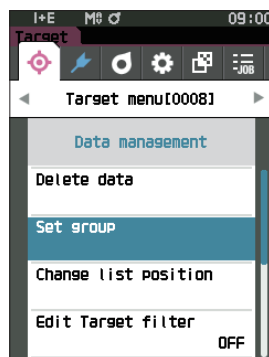 I+E M0 09:00
Target
-JOB
Target menu[0008]
Data management
Delete data
Set group
Change list position
Edit Target filter
OFF